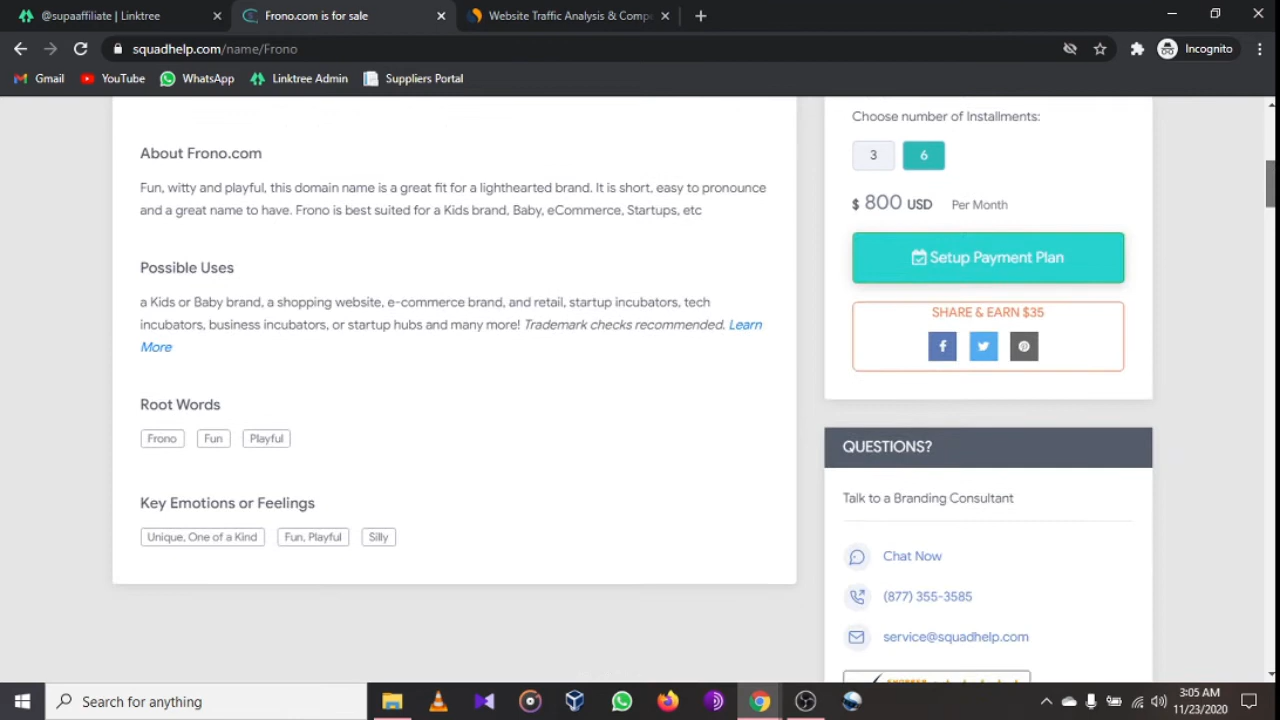 @supaaffiliate | Linktree
Frono.com is for sale
Website Traffic Analysis & Comp
squadhelp.com/name/Frono
Incognito
Gmail
YouTube
WhatsApp
Linktree Admin
Suppliers Portal
About Frono.com
Fun, witty and playful, this domain name is a great fit for a lighthearted brand. It is short, easy to pronounce
and a great name to have. Frono is best suited for a Kids brand, Baby, eCommerce, Startups, etc
Possible Uses
a Kids or Baby brand, a shopping website, e-commerce brand, and retail, startup incubators, tech
incubators, business incubators, or startup hubs and many more! Trademark checks recommended. Learn
More
Root Words
Frono Fun Playful
Key Emotions or Feelings
Unique, One of a Kind Fun, Playful Silly
Choose number of Installments:
3 6
$ 800 USD Per Month
Setup Payment Plan
SHARE & EARN $35
QUESTIONS?
Talk to a Branding Consultant
Chat Now
(877) 355-3585
service@squadhelp.com
Search for anything
3:05 AM
11/23/2020